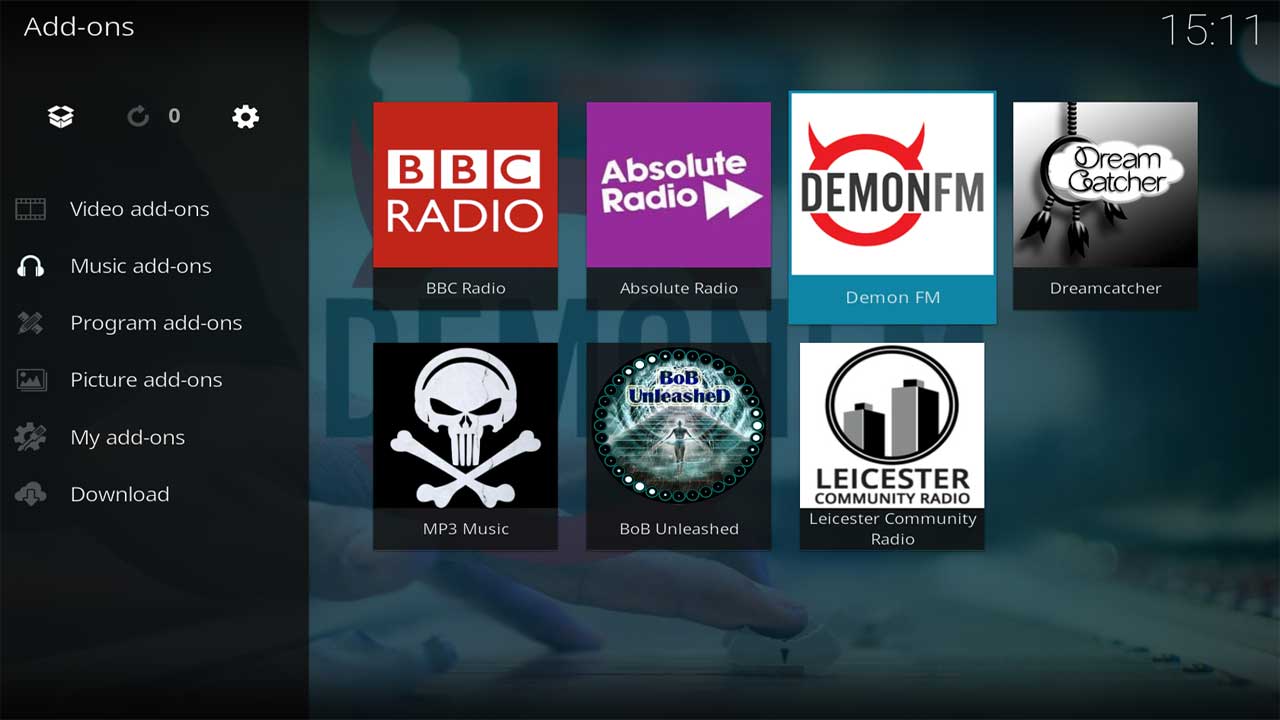 Add-ons
15:11
0
Video add-ons
Music add-ons
Program add-ons
Picture add-ons
My add-ons
Download
BBC
RADIO
BBC Radio
Absolute
Radio
Absolute Radio
DEMONFM
Demon FM
Dream
Catcher
Dreamcatcher
MP3 Music
BoB
UnleasheD
BoB Unleashed
LEICESTER
COMMUNITY RADIO
Leicester Community
Radio
DEMONFM